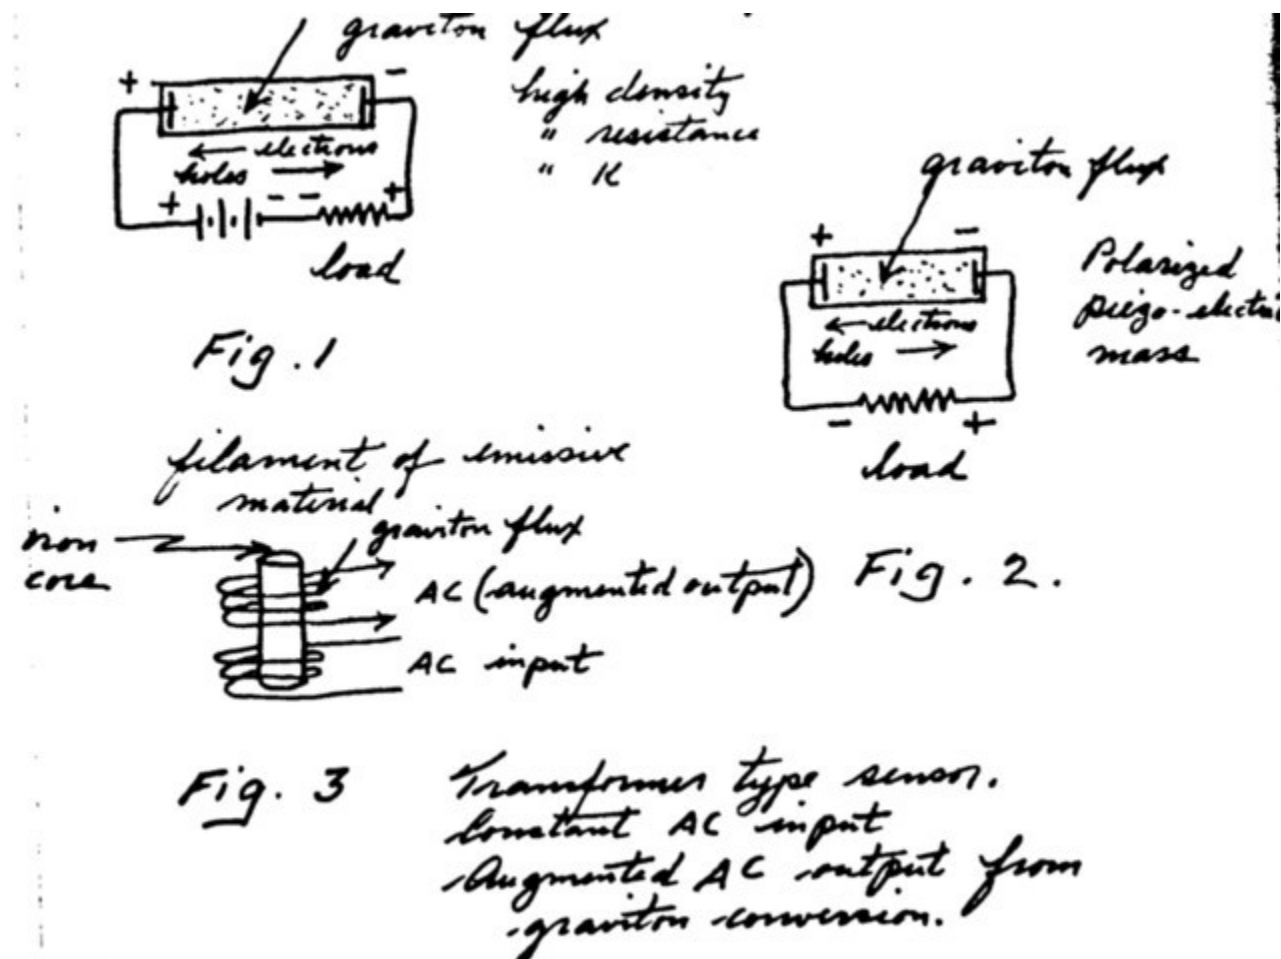 graviton flux
+ -
high density
" resistance
" K
← electrons
holes →
+ - - +
load
Fig. 1
graviton flux
+ -
Polarized
piezo-electric
mass
← electrons
holes →
- +
load
Fig. 2.
filament of emissive
material
graviton flux
iron
core
AC (augmented output)
AC input
Fig. 3
Transformer type sensor.
Constant AC input
Augmented AC output from
graviton conversion.